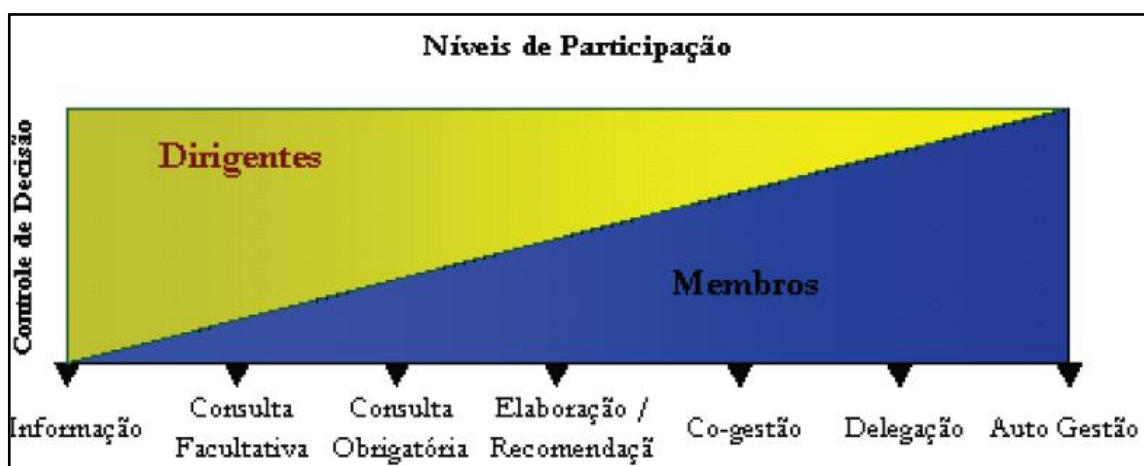 Níveis de Participação
Controle de Decisão
Dirigentes
Membros
Informação
Consulta
Facultativa
Consulta
Obrigatória
Elaboração /
Recomendaçã
Co-gestão
Delegação
Auto Gestão